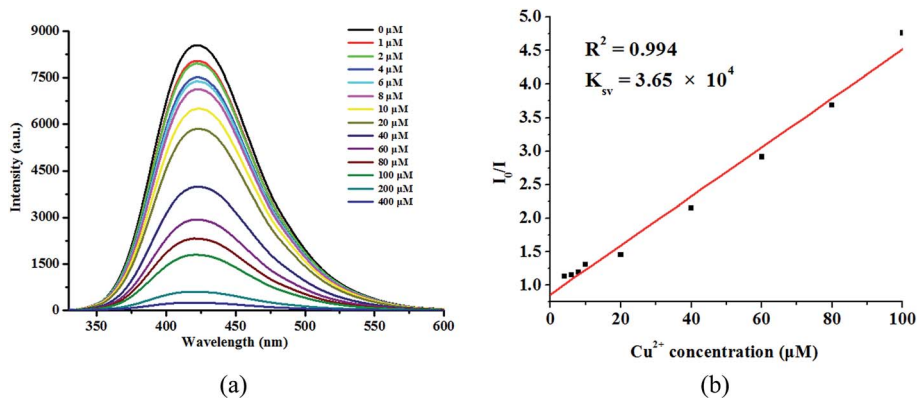 9000
7500
6000
4500
3000
1500
0
Intensity (a.u.)
350
400
450
500
550
600
Wavelength (nm)
0 µM
1 µM
2 µM
4 µM
6 µM
8 µM
10 µM
20 µM
40 µM
60 µM
80 µM
100 µM
200 µM
400 µM
(a)
5.0
4.5
4.0
3.5
3.0
2.5
2.0
1.5
1.0
I₀/I
R² = 0.994
Kₛᵥ = 3.65 × 10⁴
0
20
40
60
80
100
Cu²⁺ concentration (µM)
(b)